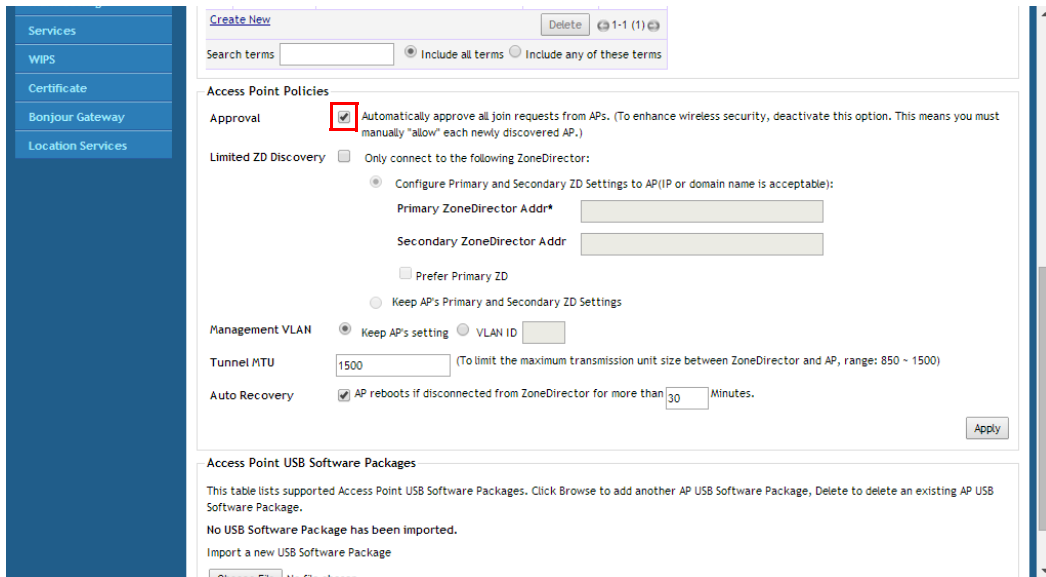 Create New
Delete
1-1 (1)
Services
Search terms
Include all terms
Include any of these terms
WIPS
Certificate
Access Point Policies
Bonjour Gateway
Approval
Automatically approve all join requests from APs. (To enhance wireless security, deactivate this option. This means you must
manually "allow" each newly discovered AP.)
Location Services
Limited ZD Discovery
Only connect to the following ZoneDirector:
Configure Primary and Secondary ZD Settings to AP(IP or domain name is acceptable):
Primary ZoneDirector Addr*
Secondary ZoneDirector Addr
Prefer Primary ZD
Keep AP's Primary and Secondary ZD Settings
Management VLAN
Keep AP's setting
VLAN ID
Tunnel MTU
1500
(To limit the maximum transmission unit size between ZoneDirector and AP, range: 850 ~ 1500)
Auto Recovery
AP reboots if disconnected from ZoneDirector for more than 30 Minutes.
Apply
Access Point USB Software Packages
This table lists supported Access Point USB Software Packages. Click Browse to add another AP USB Software Package, Delete to delete an existing AP USB
Software Package.
No USB Software Package has been imported.
Import a new USB Software Package